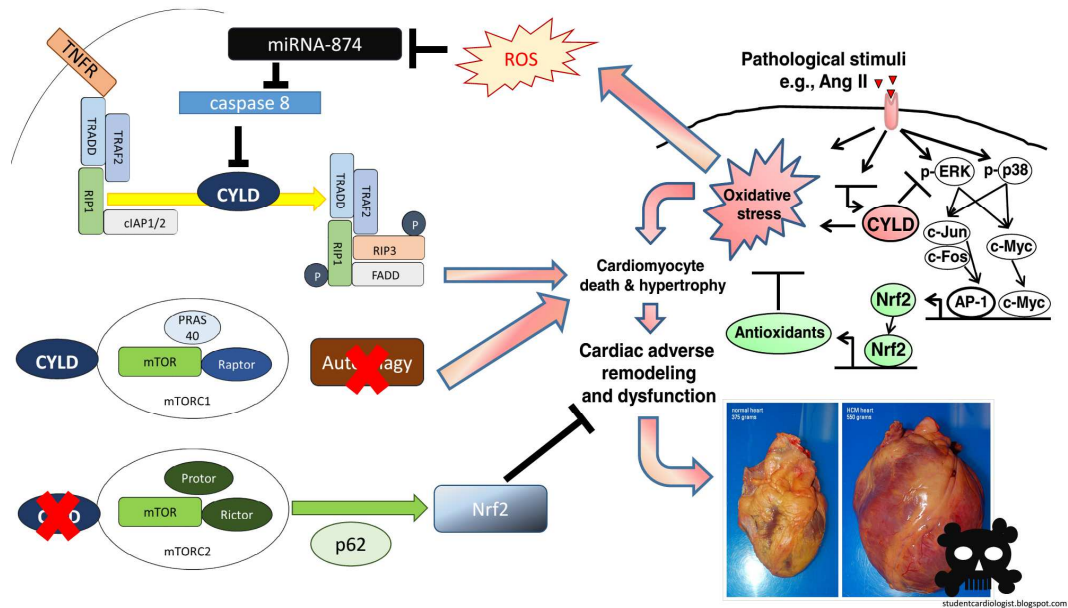 TNFR
TRADD
TRAF2
RIP1
cIAP1/2
miRNA-874
caspase 8
CYLD
ROS
TRADD
TRAF2
RIP1
P
RIP3
FADD
P
Pathological stimuli
e.g., Ang II
p-ERK
p-p38
Oxidative
stress
CYLD
c-Jun
c-Fos
c-Myc
AP-1
c-Myc
Nrf2
Nrf2
Antioxidants
Cardiomyocyte
death & hypertrophy
Cardiac adverse
remodeling
and dysfunction
CYLD
PRAS
40
mTOR
Raptor
mTORC1
Autophagy
CYLD
Protor
mTOR
Rictor
mTORC2
p62
Nrf2
normal heart
375 grams
HCM heart
550 grams
studentcardiologist.blogspot.com